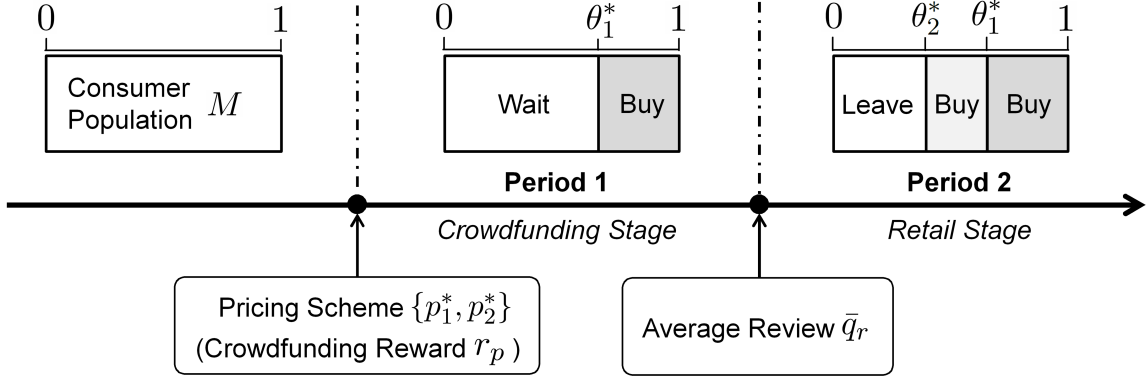 0 1
Consumer
Population M
0 θ₁* 1
Wait Buy
0 θ₂* θ₁* 1
Leave Buy Buy
Period 1
Crowdfunding Stage
Period 2
Retail Stage
Pricing Scheme {p₁*, p₂*}
(Crowdfunding Reward rₚ )
Average Review q̄ᵣ